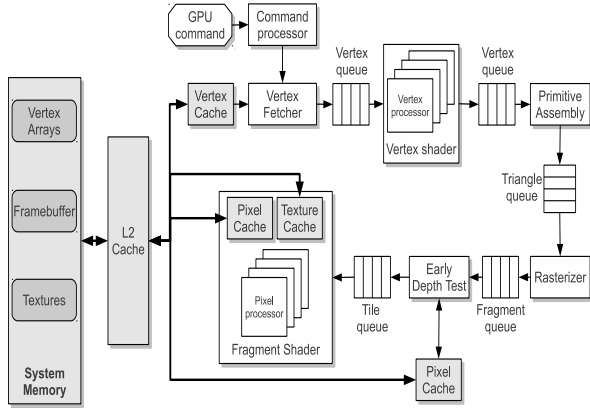 GPU
command
Command
processor
Vertex
queue
Vertex
queue
Vertex
Arrays
Vertex
Cache
Vertex
Fetcher
Vertex
processor
Vertex shader
Primitive
Assembly
Triangle
queue
Framebuffer
L2
Cache
Pixel
Cache
Texture
Cache
Textures
Pixel
processor
Fragment Shader
Tile
queue
Early
Depth Test
Fragment
queue
Rasterizer
Pixel
Cache
System
Memory